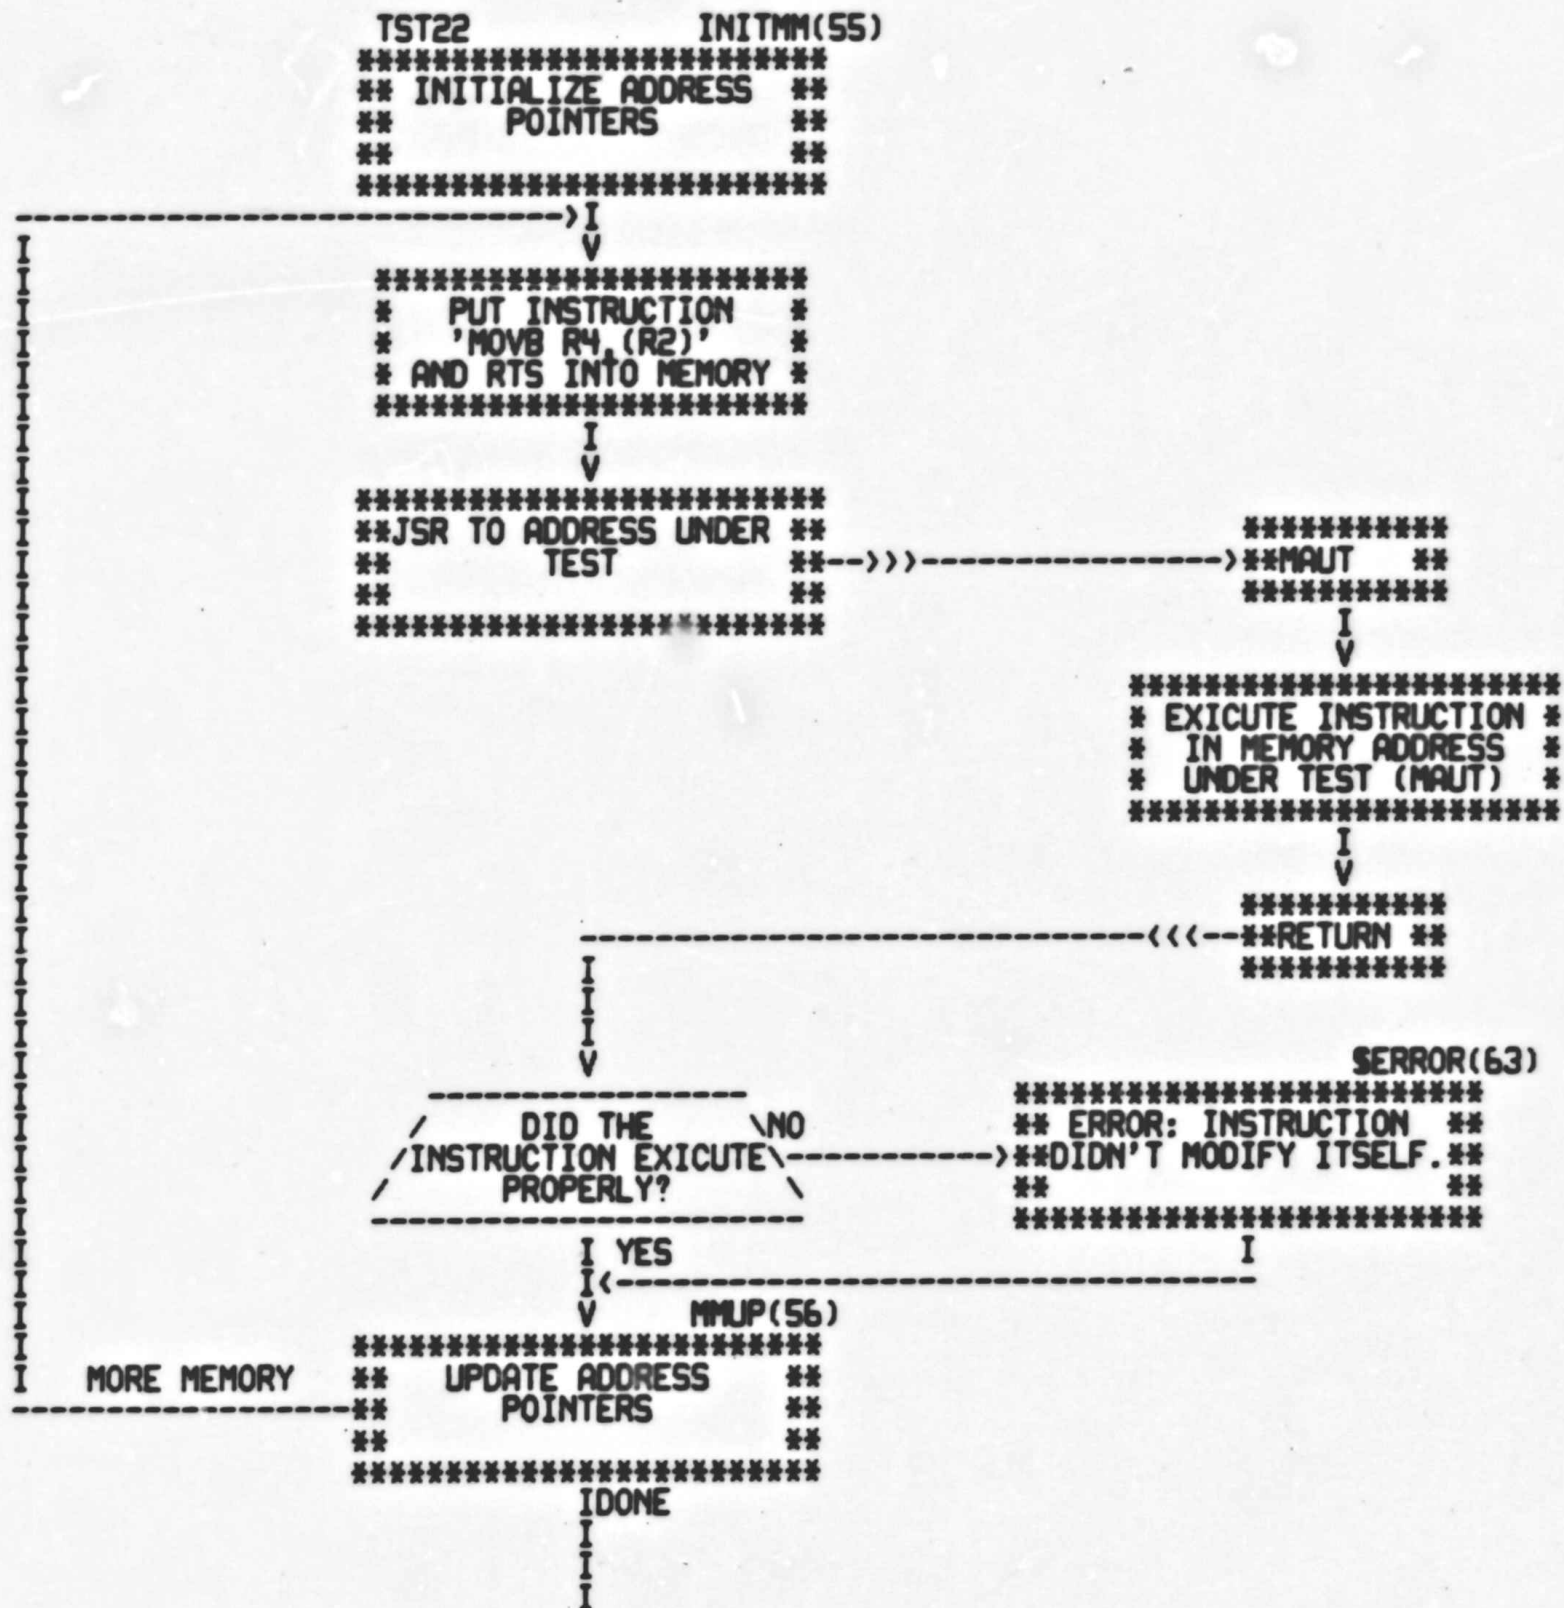 TST22 INITMM(55)
*************************
** INITIALIZE ADDRESS **
** POINTERS **
** **
*************************
------------------------------>I
V
***********************
* PUT INSTRUCTION *
* 'MOVB R4,(R2)' *
* AND RTS INTO MEMORY *
***********************
I
V
*************************
**JSR TO ADDRESS UNDER **
** TEST **-->>>----------------->**MAUT **
** **
*************************
***********
***********
I
V
***********************
* EXICUTE INSTRUCTION *
* IN MEMORY ADDRESS *
* UNDER TEST (MAUT) *
***********************
I
V
***********
------------------------------<<<--**RETURN **
***********
I
I
I
V
$ERROR(63)
-----------------
/ DID THE \NO
/INSTRUCTION EXICUTE\----------->
/ PROPERLY? \
-----------------------
*************************
** ERROR: INSTRUCTION **
**DIDN'T MODIFY ITSELF.**
** **
*************************
I YES I
I<----------------------------------
V MMUP(56)
*************************
I MORE MEMORY ** UPDATE ADDRESS **
------------------** POINTERS **
** **
*************************
IDONE
I
I
I